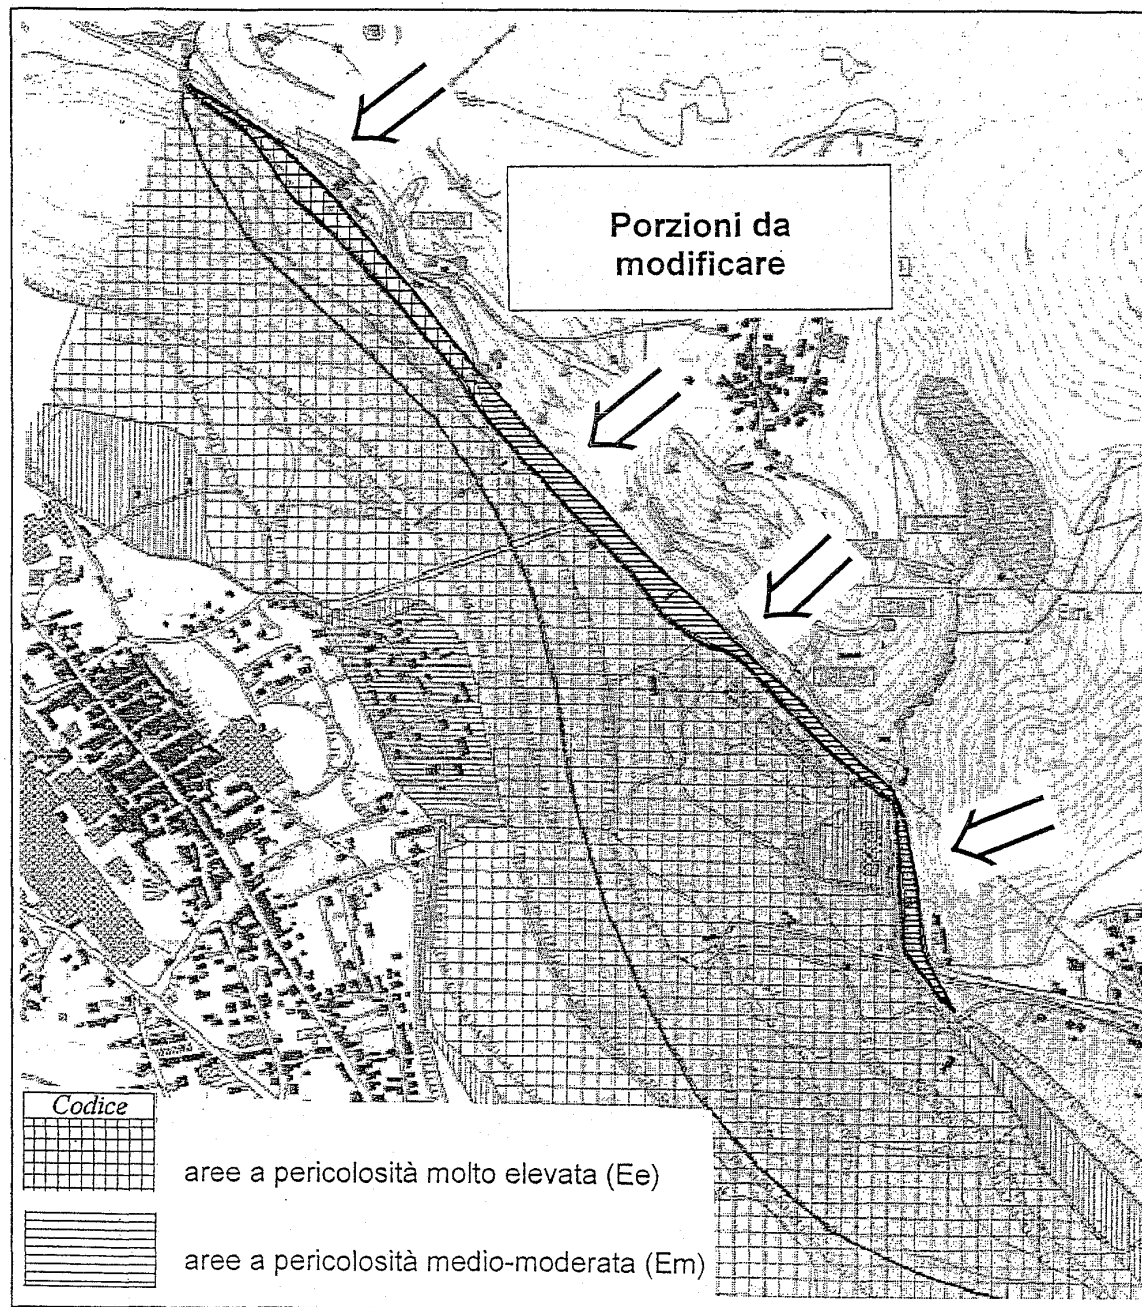 Porzioni da
modificare
Codice
aree a pericolosità molto elevata (Ee)
aree a pericolosità medio-moderata (Em)